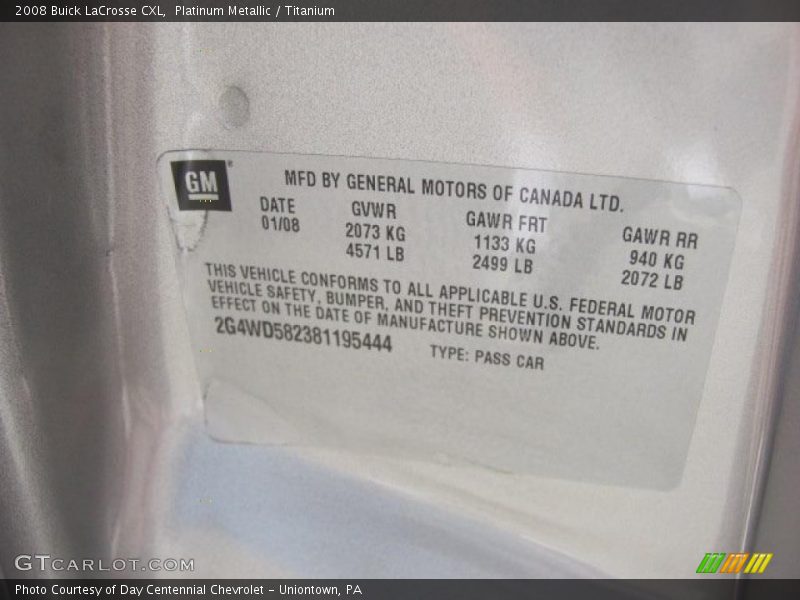 2008 Buick LaCrosse CXL, Platinum Metallic / Titanium
GM
MFD BY GENERAL MOTORS OF CANADA LTD.
DATE GVWR GAWR FRT GAWR RR
01/08 2073 KG 1133 KG 940 KG
4571 LB 2499 LB 2072 LB
THIS VEHICLE CONFORMS TO ALL APPLICABLE U.S. FEDERAL MOTOR
VEHICLE SAFETY, BUMPER, AND THEFT PREVENTION STANDARDS IN
EFFECT ON THE DATE OF MANUFACTURE SHOWN ABOVE.
2G4WD582381195444 TYPE: PASS CAR
GTCARLOT.COM
Photo Courtesy of Day Centennial Chevrolet - Uniontown, PA